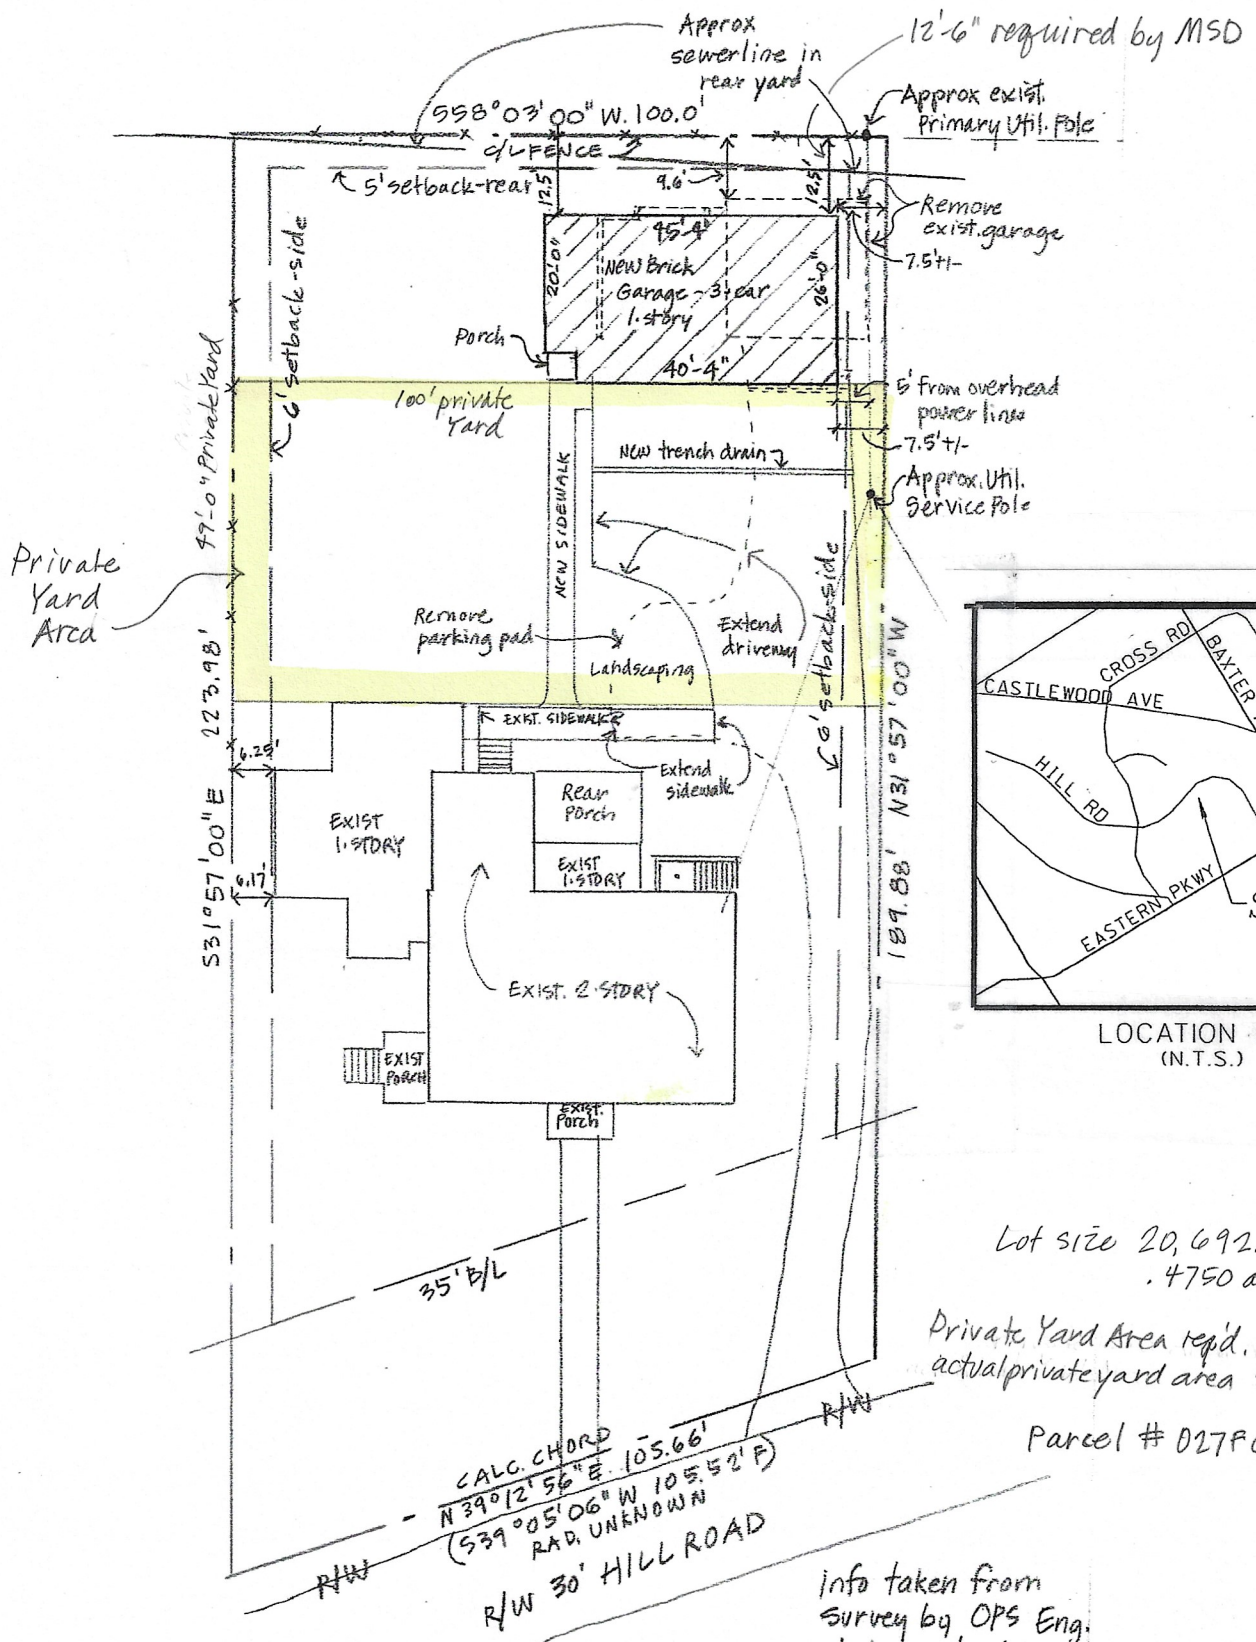 Approx
sewerline in
rear yard
12'-6" required by MSD
Approx exist.
Primary Util. Pole
S58°03'00" W. 100.0'
C/L FENCE
5' setback-rear
12.5'
9.6'
12.5'
Remove
exist. garage
7.5'+/-
45'-4"
20'-0"
New Brick
Garage - 3-car
1-story
26'-0"
6' setback-side
Porch
40'-4"
49'-0" Private Yard
100' private
Yard
5' from overhead
power line
7.5'+/-
New trench drain
Approx. Util.
Service Pole
NEW SIDEWALK
Private
Yard
Area
Remove
parking pad
Landscaping
Extend
driveway
6' setback-side
EXIST. SIDEWALK
Extend
sidewalk
223.98'
S31°57'00"E
189.88' N31°57'00"W
6.25'
6.17'
EXIST
1-STORY
Rear
Porch
EXIST
1-STORY
EXIST. 2-STORY
EXIST
PORCH
EXIST.
Porch
CROSS RD
BAXTER
CASTLEWOOD AVE
HILL RD
EASTERN PKWY
LOCATION
(N.T.S.)
35' B/L
Lot size 20,692
.4750 a
Private Yard Area req'd.
actual private yard area
Parcel # 027F
CALC. CHORD
N 39°12'56" E. 105.66'
(S39°05'06" W 105.52' F)
RAD. UNKNOWN
R/W
R/W
R/W 30' HILL ROAD
info taken from
survey by OPS Eng.